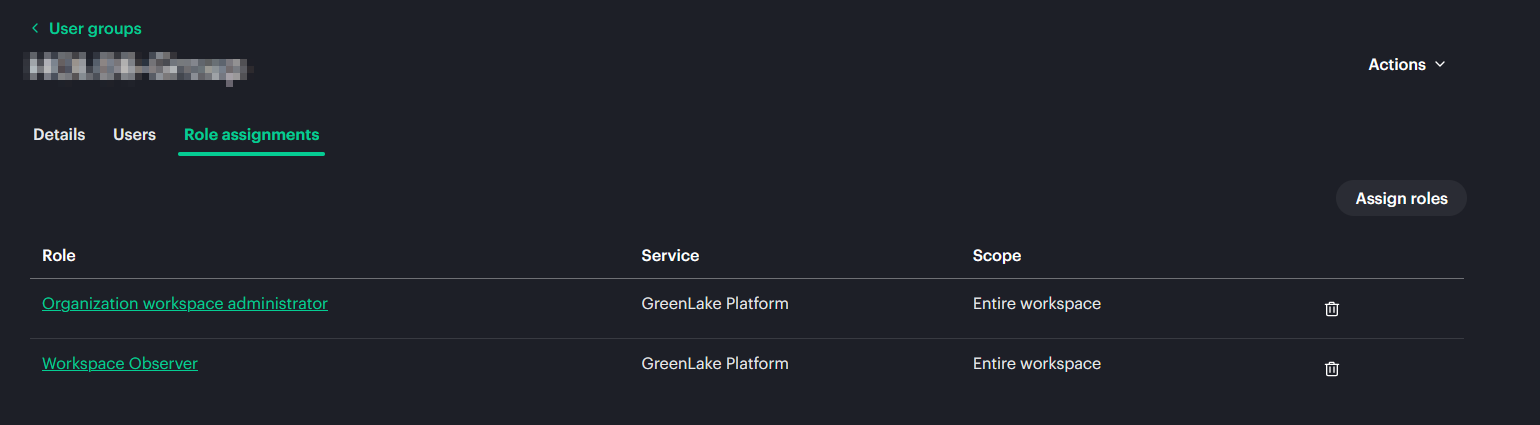 User groups
Actions
Details Users Role assignments
Assign roles
Role Service Scope
Organization workspace administrator GreenLake Platform Entire workspace
Workspace Observer GreenLake Platform Entire workspace